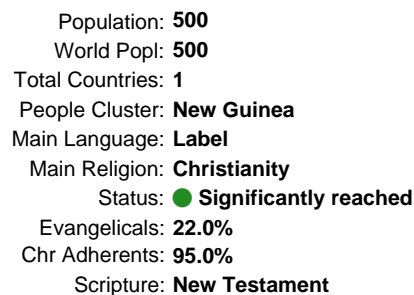 Population: 500
World Popl: 500
Total Countries: 1
People Cluster: New Guinea
Main Language: Label
Main Religion: Christianity
Status: Significantly reached
Evangelicals: 22.0%
Chr Adherents: 95.0%
Scripture: New Testament